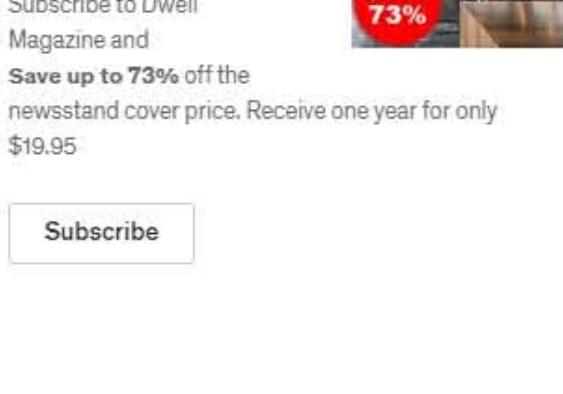 Subscribe to Dwell
73%
Magazine and
Save up to 73% off the
newsstand cover price. Receive one year for only
$19.95
Subscribe